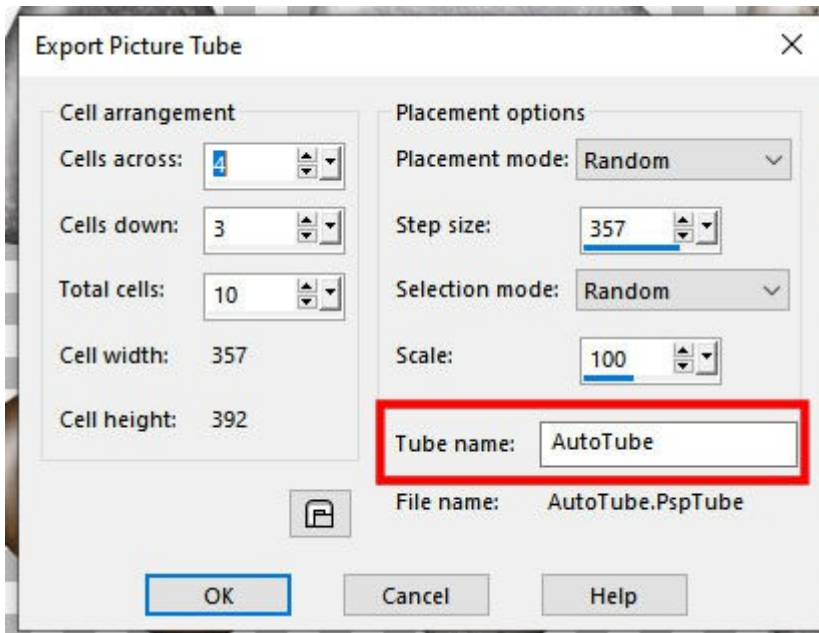 Export Picture Tube
Cell arrangement
Cells across: 4
Cells down: 3
Total cells: 10
Cell width: 357
Cell height: 392
Placement options
Placement mode: Random
Step size: 357
Selection mode: Random
Scale: 100
Tube name: AutoTube
File name: AutoTube.PspTube
OK Cancel Help